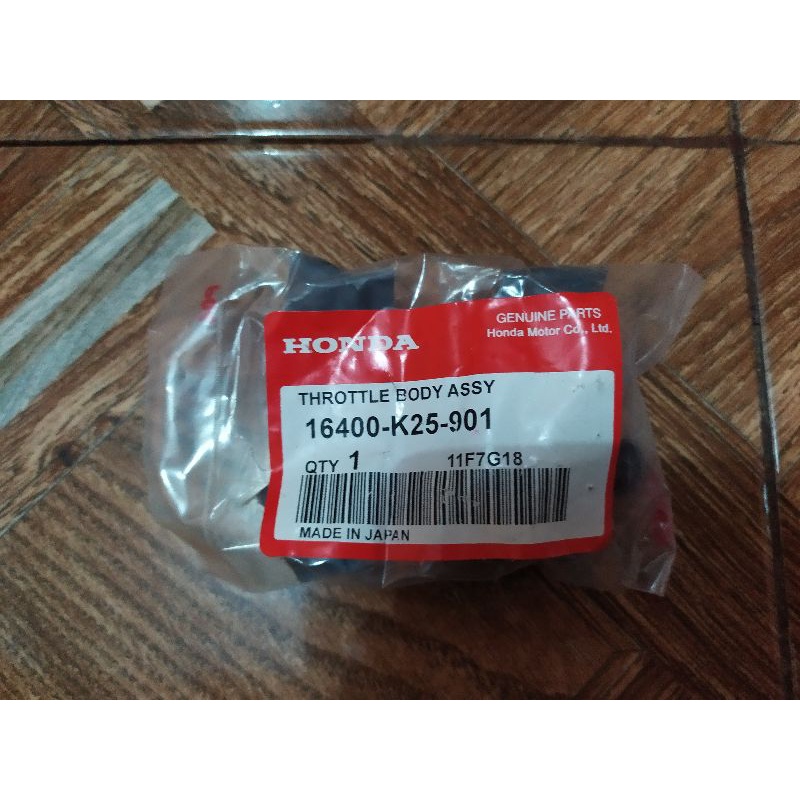 HONDA
GENUINE PARTS
Honda Motor Co., Ltd.
THROTTLE BODY ASSY
16400-K25-901
QTY 1 11F7G18
MADE IN JAPAN